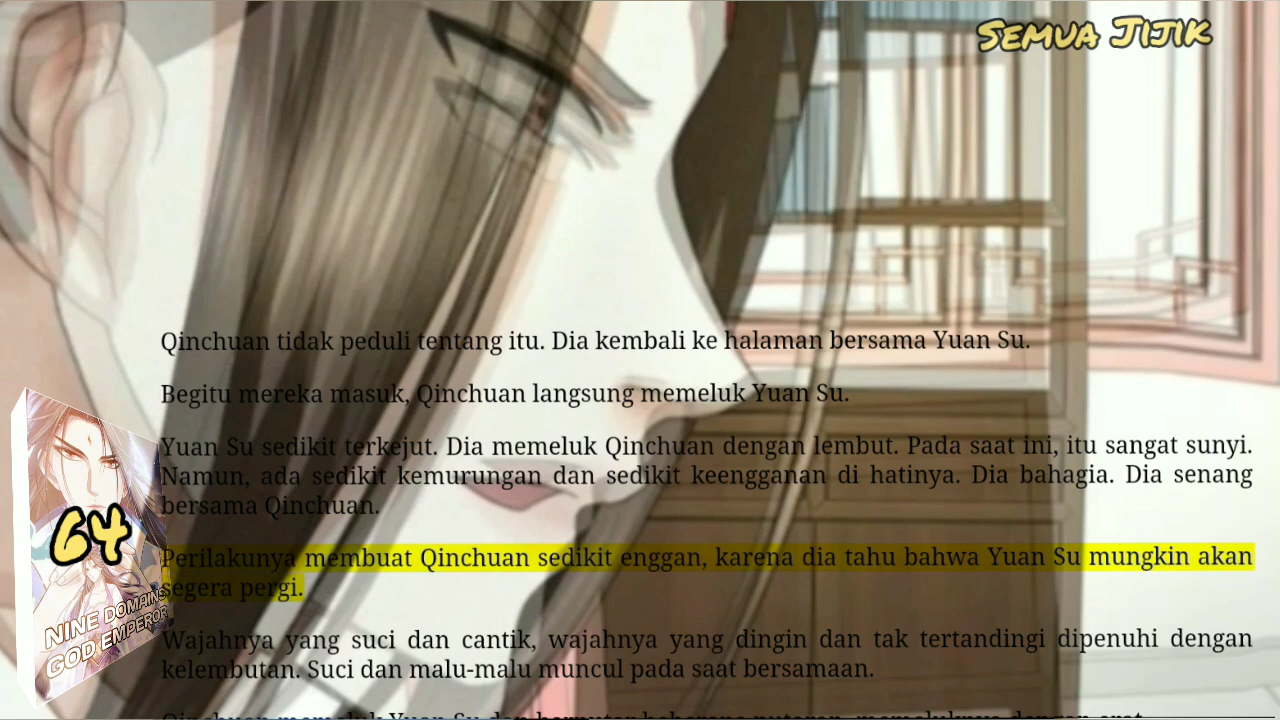 SEMUA JIJIK
Qinchuan tidak peduli tentang itu. Dia kembali ke halaman bersama Yuan Su.
Begitu mereka masuk, Qinchuan langsung memeluk Yuan Su.
Yuan Su sedikit terkejut. Dia memeluk Qinchuan dengan lembut. Pada saat ini, itu sangat sunyi.
Namun, ada sedikit kemurungan dan sedikit keengganan di hatinya. Dia bahagia. Dia senang
bersama Qinchuan.
Perilakunya membuat Qinchuan sedikit enggan, karena dia tahu bahwa Yuan Su mungkin akan
segera pergi.
Wajahnya yang suci dan cantik, wajahnya yang dingin dan tak tertandingi dipenuhi dengan
kelembutan. Suci dan malu-malu muncul pada saat bersamaan.
64
NINE DOMAINS
GOD EMPEROR